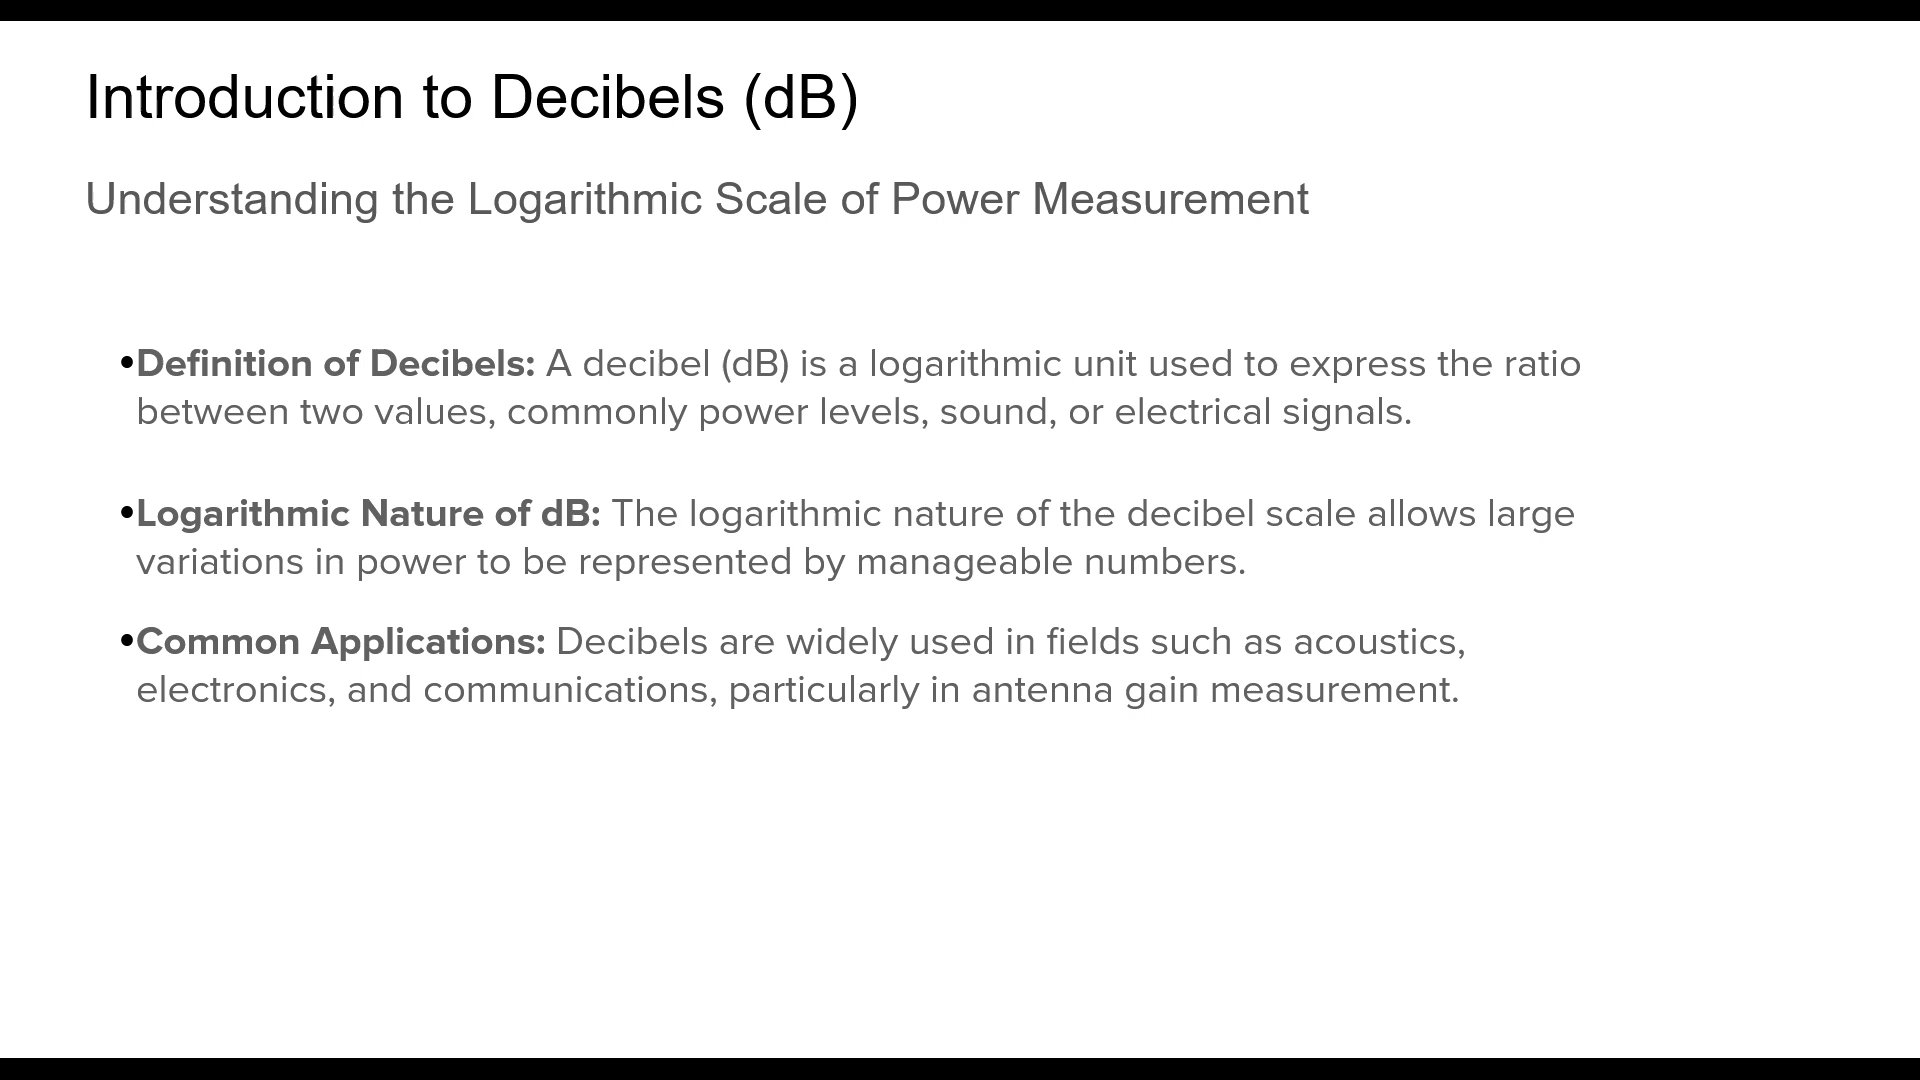 Introduction to Decibels (dB)
Understanding the Logarithmic Scale of Power Measurement
•Definition of Decibels: A decibel (dB) is a logarithmic unit used to express the ratio
between two values, commonly power levels, sound, or electrical signals.
•Logarithmic Nature of dB: The logarithmic nature of the decibel scale allows large
variations in power to be represented by manageable numbers.
•Common Applications: Decibels are widely used in fields such as acoustics,
electronics, and communications, particularly in antenna gain measurement.